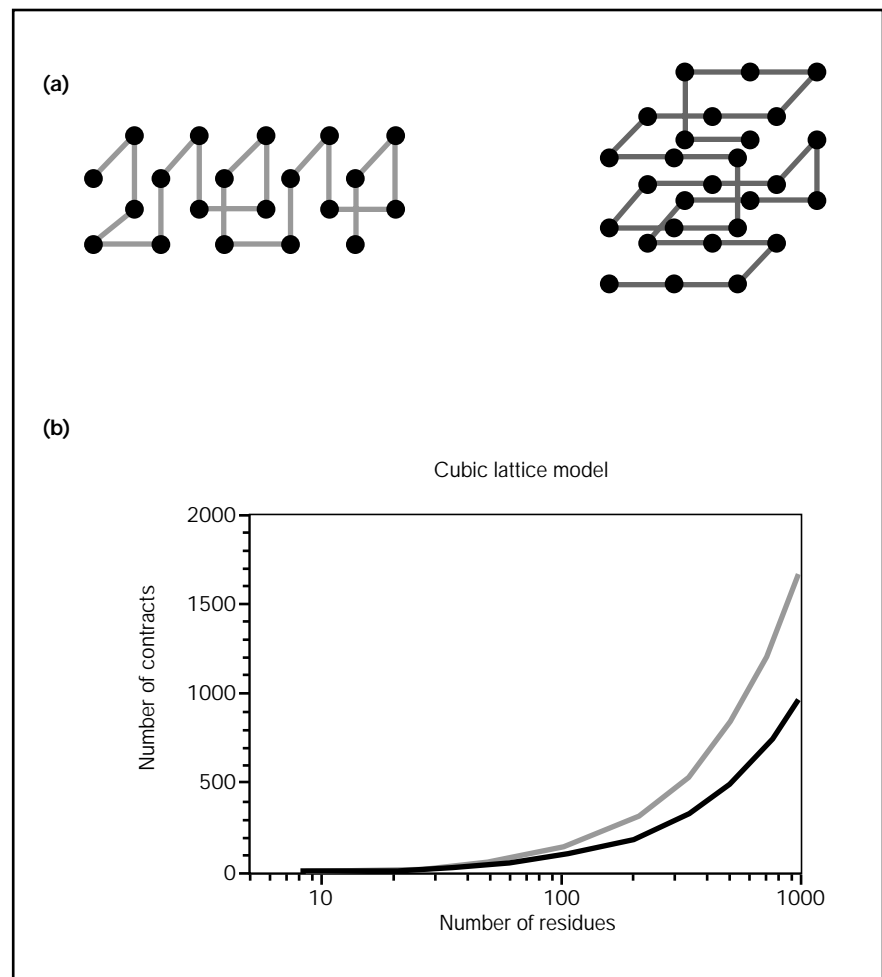 (a)
(b)
Cubic lattice model
2000
1500
1000
500
0
Number of contracts
10 100 1000
Number of residues